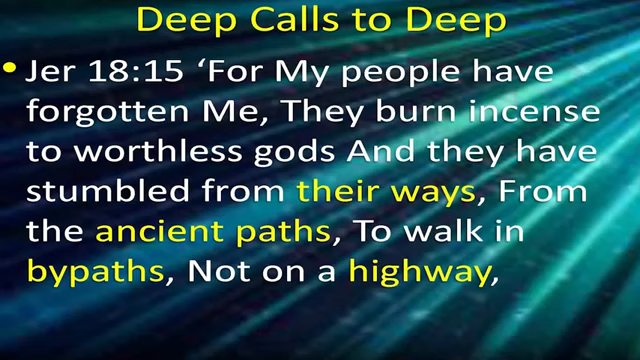 Deep Calls to Deep
• Jer 18:15 ‘For My people have
forgotten Me, They burn incense
to worthless gods And they have
stumbled from their ways, From
the ancient paths, To walk in
bypaths, Not on a highway,